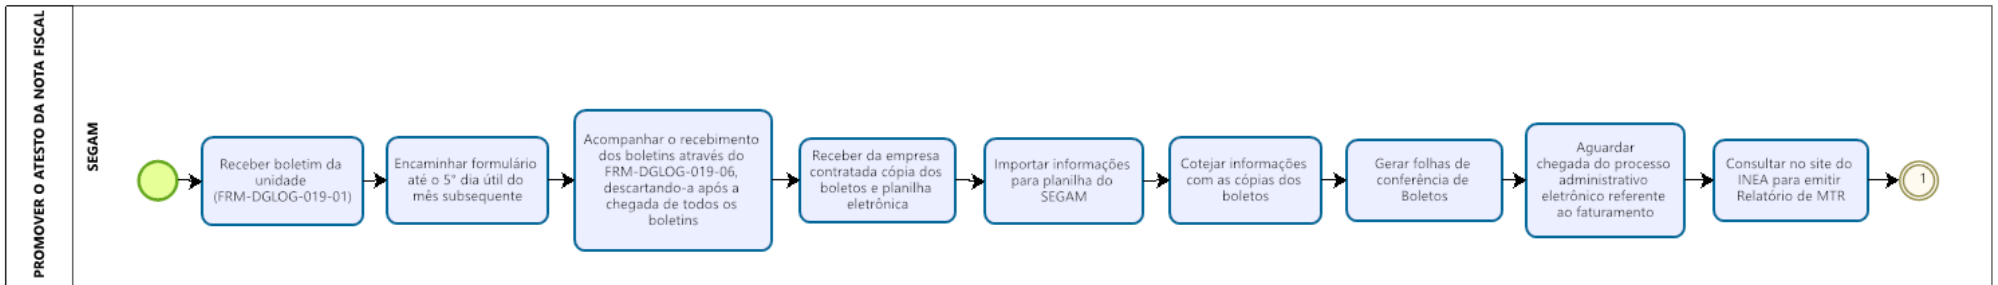 PROMOVER O ATESTO DA NOTA FISCAL
SEGAM
Receber boletim da
unidade
(FRM-DGLOG-019-01)
Encaminhar formulário
até o 5° dia útil do
mês subsequente
Acompanhar o recebimento
dos boletins através do
FRM-DGLOG-019-06,
descartando-a após a
chegada de todos os
boletins
Receber da empresa
contratada cópia dos
boletos e planilha
eletrônica
Importar informações
para planilha do
SEGAM
Cotejar informações
com as cópias dos
boletos
Gerar folhas de
conferência de
Boletos
Aguardar
chegada do processo
administrativo
eletrônico referente
ao faturamento
Consultar no site do
INEA para emitir
Relatório de MTR
1